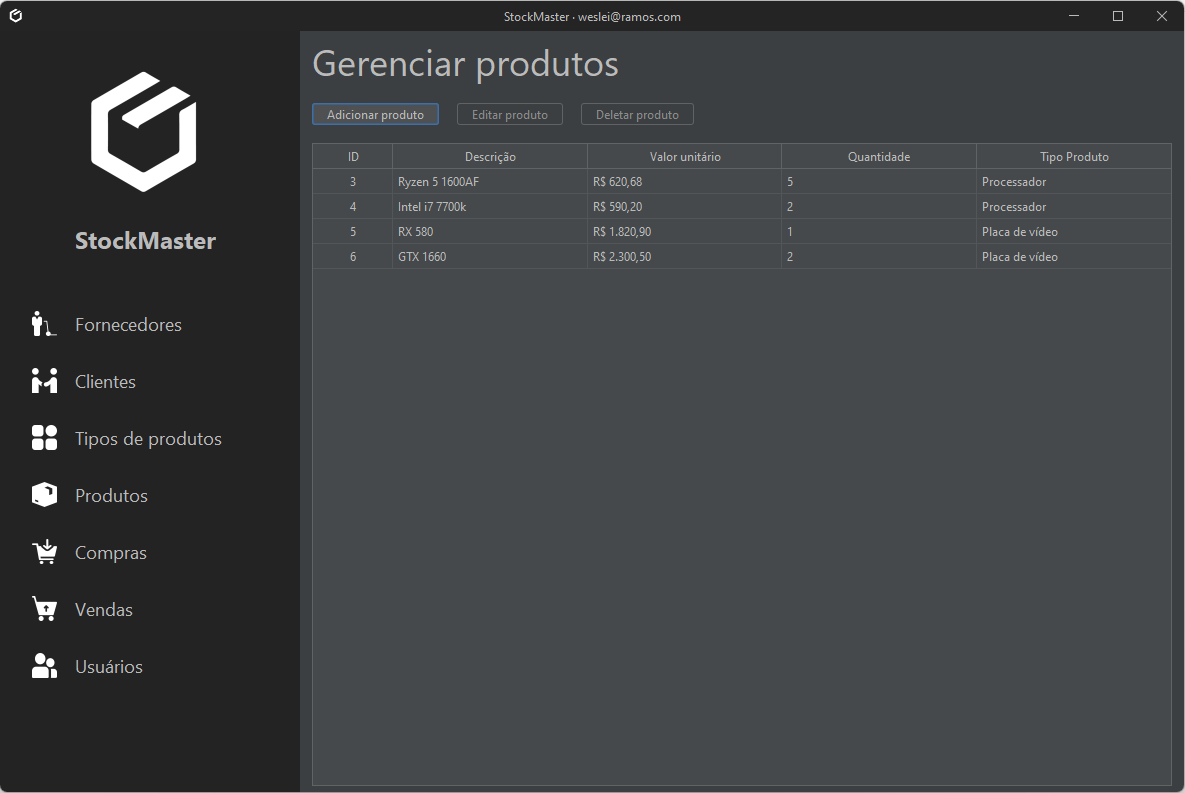 StockMaster · weslei@ramos.com
StockMaster
Fornecedores
Clientes
Tipos de produtos
Produtos
Compras
Vendas
Usuários
Gerenciar produtos
Adicionar produto Editar produto Deletar produto
ID Descrição Valor unitário Quantidade Tipo Produto
3 Ryzen 5 1600AF R$ 620,68 5 Processador
4 Intel i7 7700k R$ 590,20 2 Processador
5 RX 580 R$ 1.820,90 1 Placa de vídeo
6 GTX 1660 R$ 2.300,50 2 Placa de vídeo